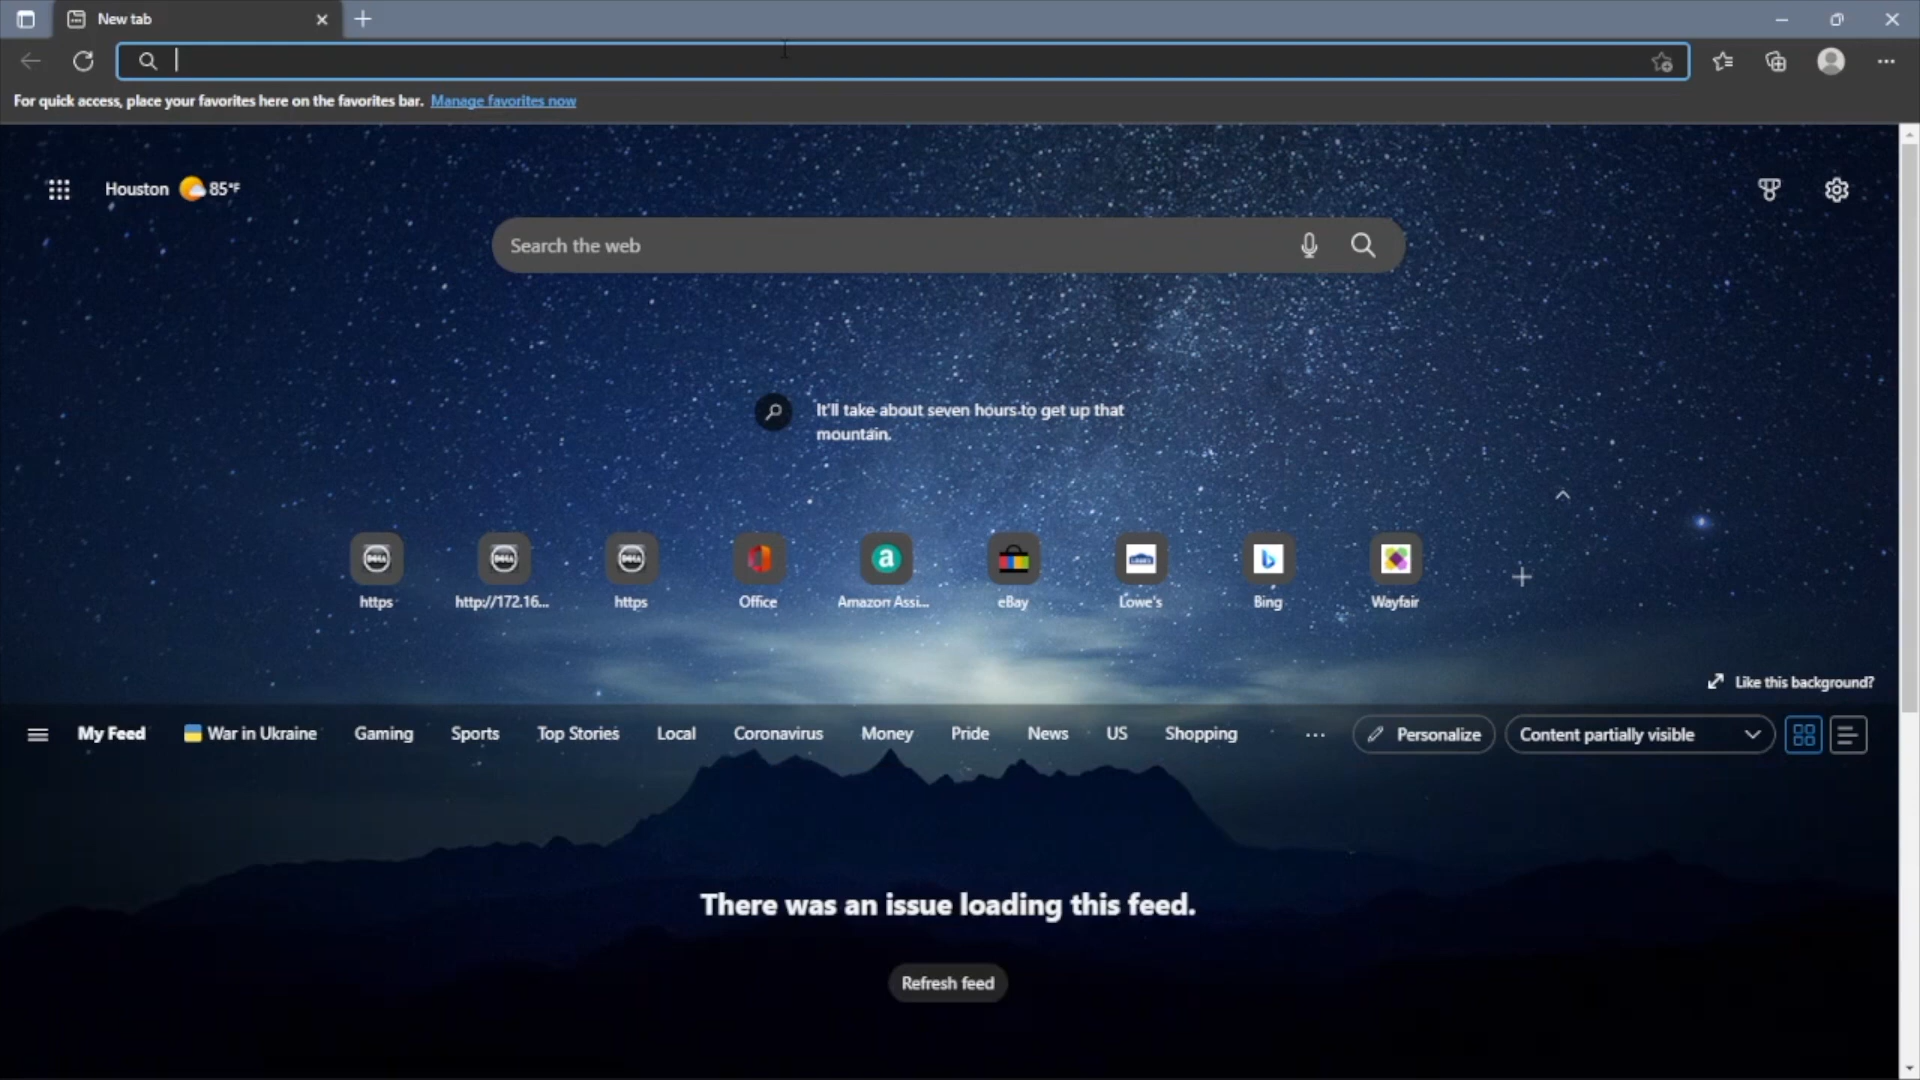 New tab
For quick access, place your favorites here on the favorites bar. Manage favorites now
Houston 85°F
Search the web
It'll take about seven hours to get up that
mountain.
https http://172.16... https Office Amazon Assi... eBay Lowe's Bing Wayfair
Like this background?
My Feed War in Ukraine Gaming Sports Top Stories Local Coronavirus Money Pride News US Shopping ... Personalize Content partially visible
There was an issue loading this feed.
Refresh feed